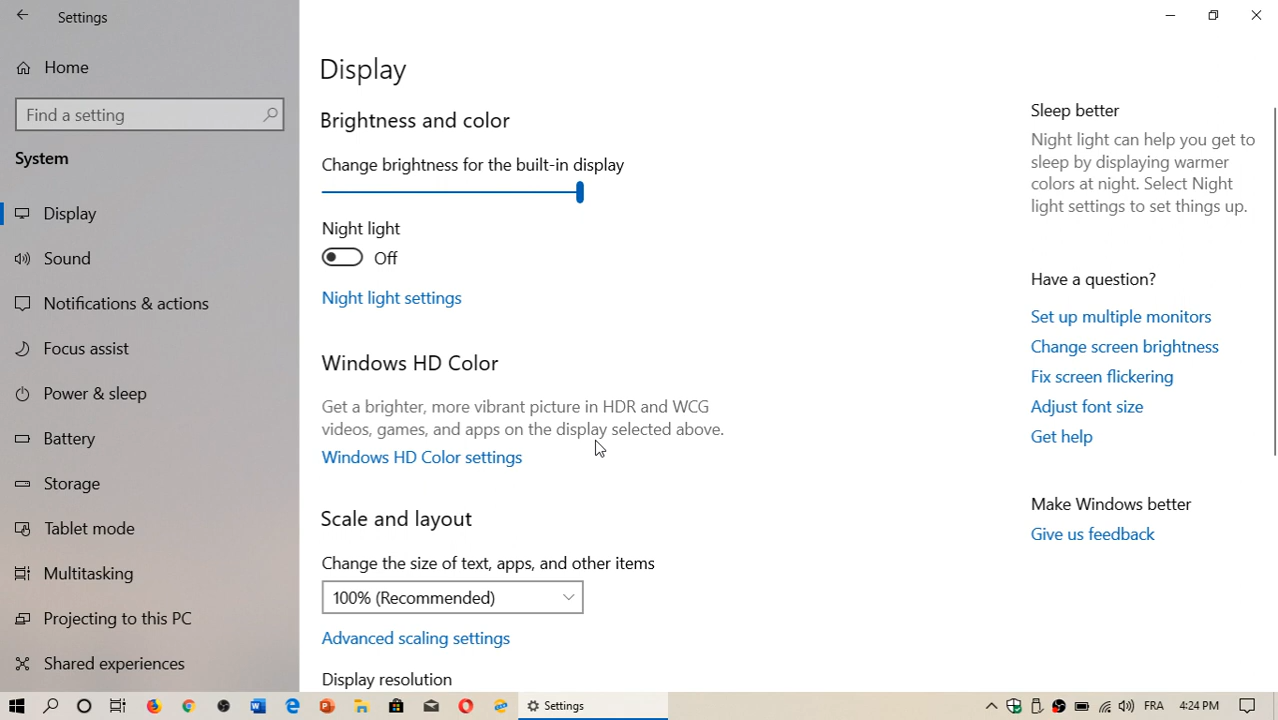 Settings
Home
Find a setting
System
Display
Sound
Notifications & actions
Focus assist
Power & sleep
Battery
Storage
Tablet mode
Multitasking
Projecting to this PC
Shared experiences
Display
Brightness and color
Change brightness for the built-in display
Night light
Off
Night light settings
Windows HD Color
Get a brighter, more vibrant picture in HDR and WCG
videos, games, and apps on the display selected above.
Windows HD Color settings
Scale and layout
Change the size of text, apps, and other items
100% (Recommended)
Advanced scaling settings
Display resolution
Sleep better
Night light can help you get to
sleep by displaying warmer
colors at night. Select Night
light settings to set things up.
Have a question?
Set up multiple monitors
Change screen brightness
Fix screen flickering
Adjust font size
Get help
Make Windows better
Give us feedback
Settings
FRA
4:24 PM